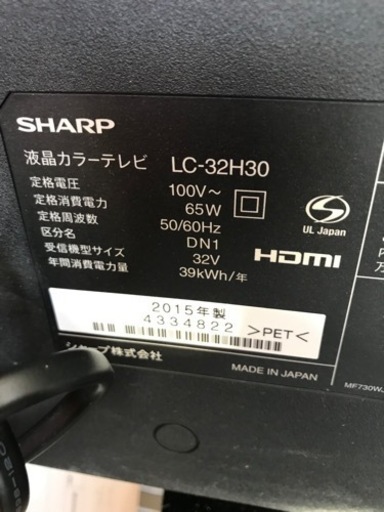 SHARP
液晶カラーテレビ LC-32H30
定格電圧 100V～
定格消費電力 65W
定格周波数 50/60Hz
区分名 DN1
受信機型サイズ 32V
年間消費電力量 39kWh/年
UL Japan
HDMI
2015年製
4334822
>PET<
シャープ株式会社
MADE IN JAPAN